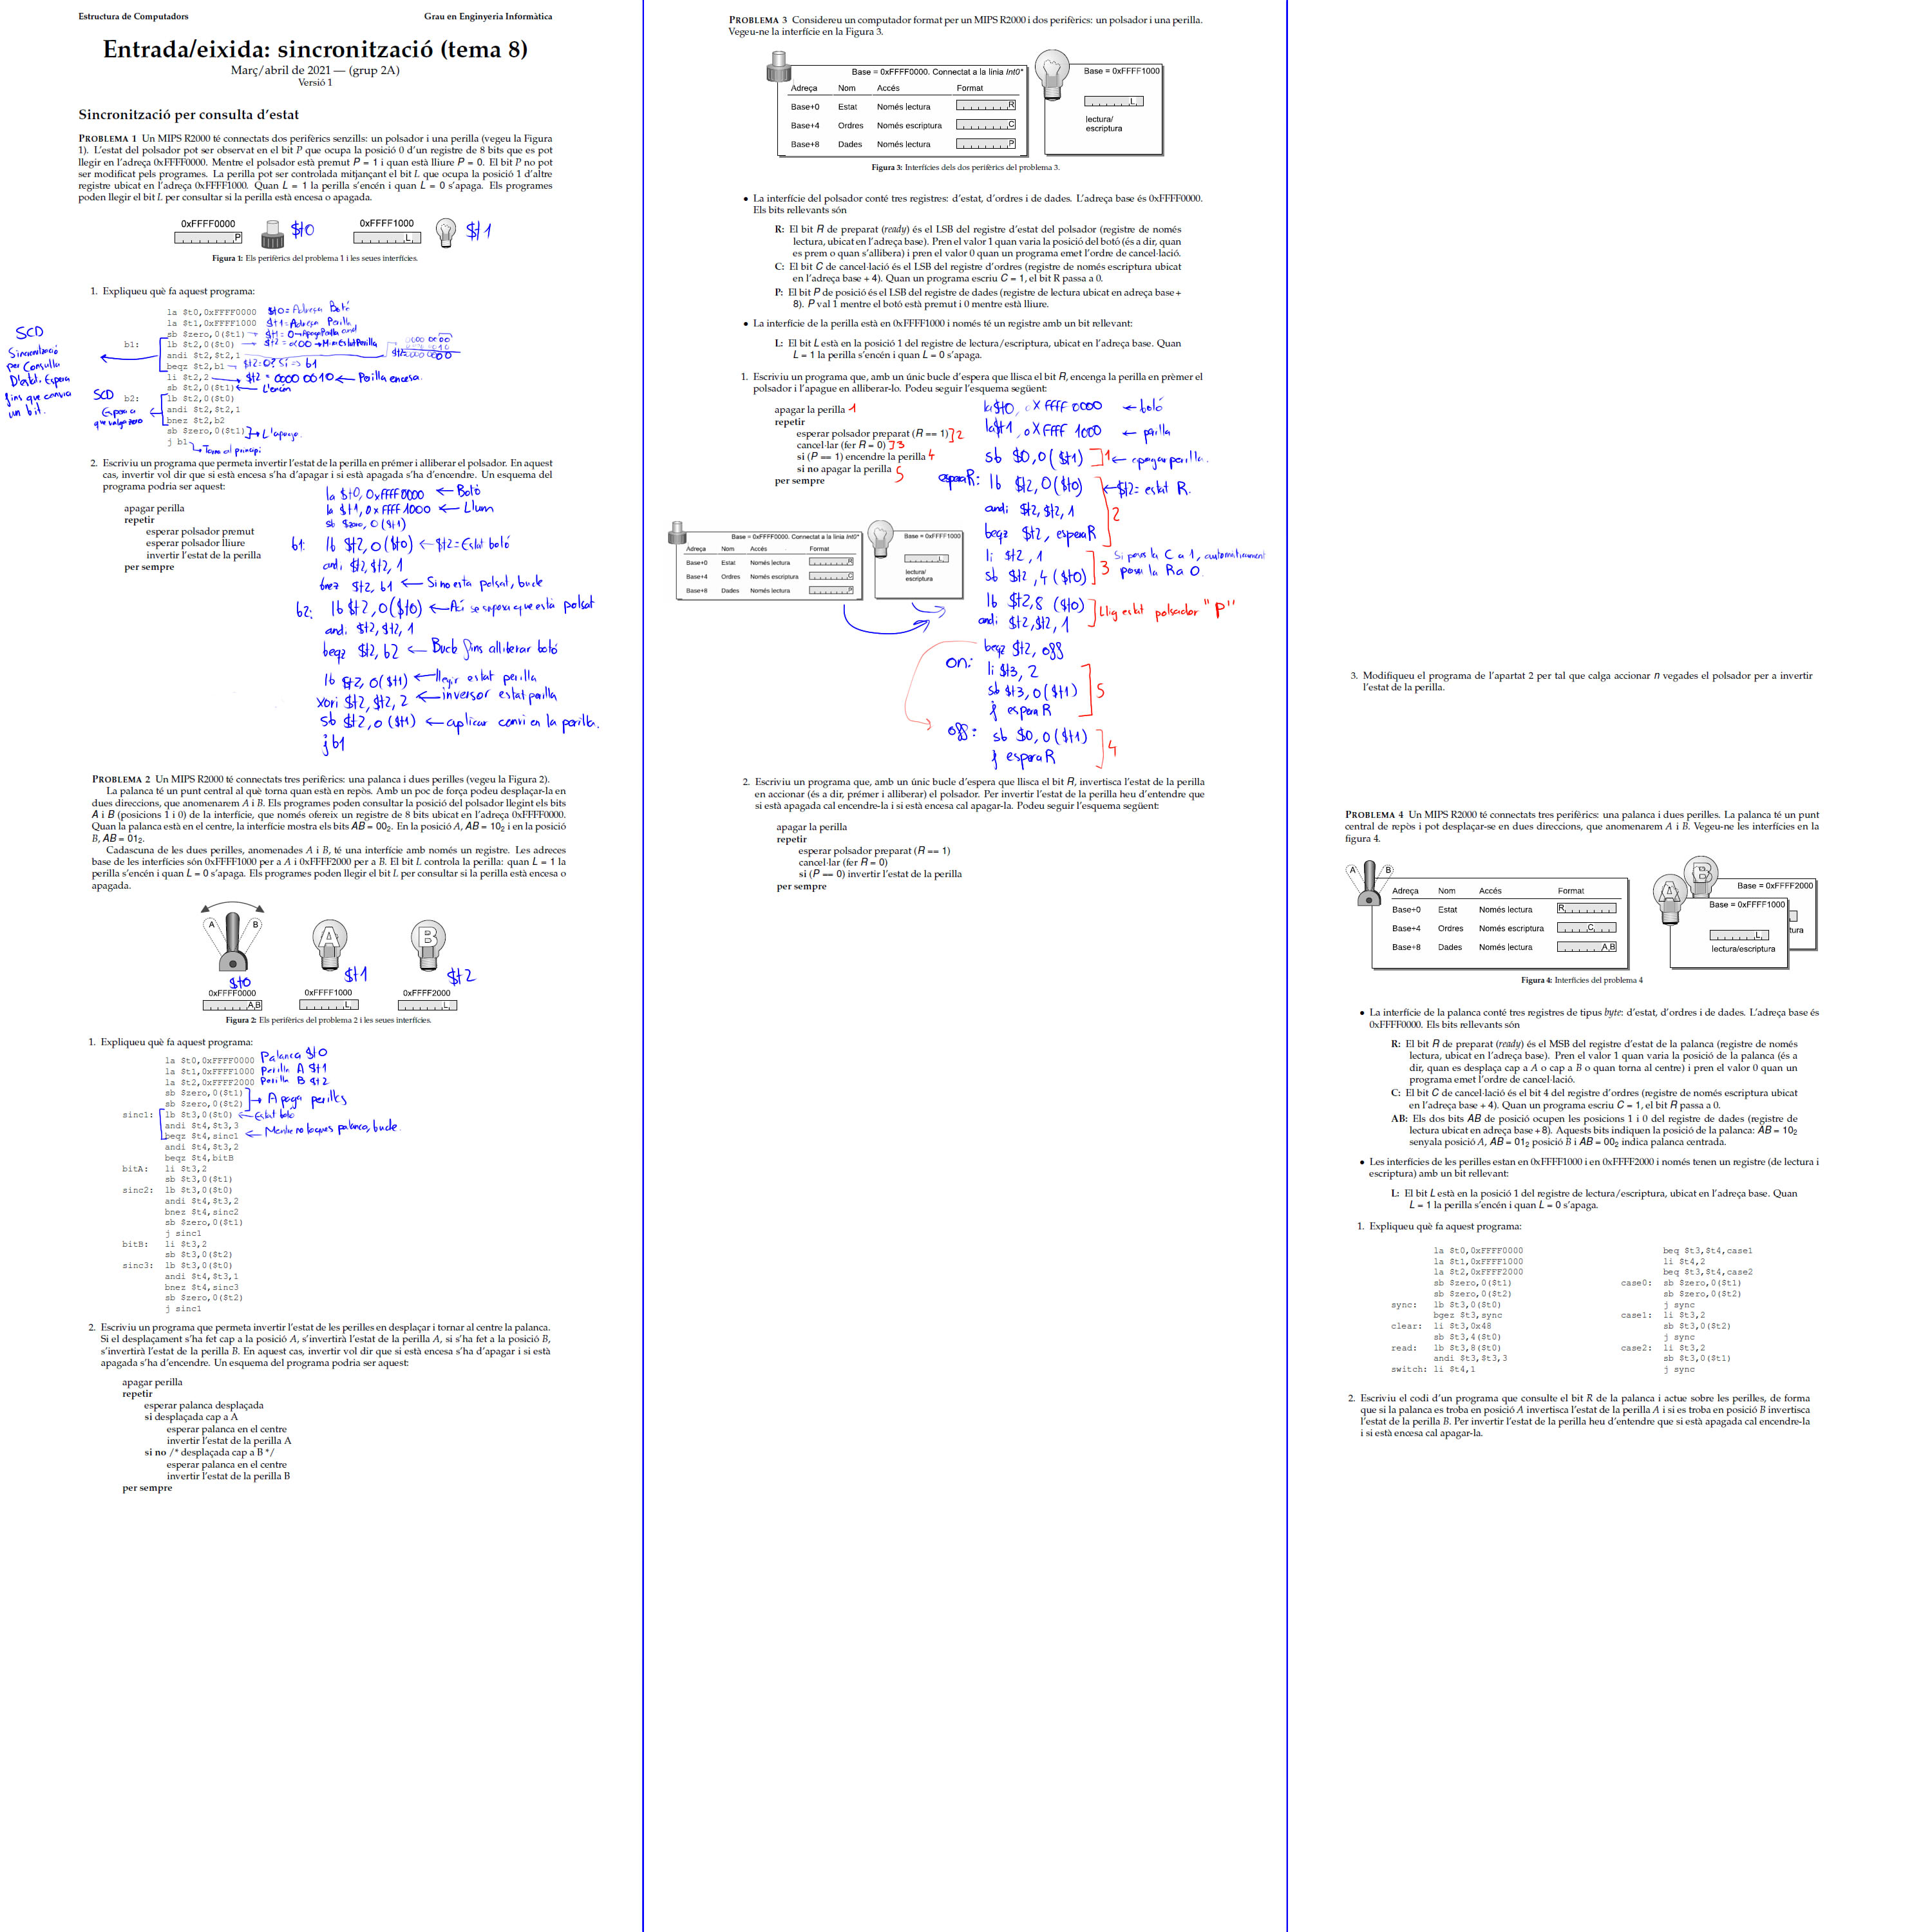 Estructura de Computadors
Grau en Enginyeria Informàtica
Entrada/eixida: sincronització (tema 8)
Març/abril de 2021 — (grup 2A)
Versió 1
Sincronització per consulta d'estat
PROBLEMA 1 Un MIPS R2000 té connectats dos perifèrics senzills: un polsador i una perilla (vegeu la Figura
1). L'estat del polsador pot ser observat en el bit P que ocupa la posició 0 d'un registre de 8 bits que es pot
llegir en l'adreça 0xFFFF0000. Mentre el polsador està premut P = 1 i quan està lliure P = 0. El bit P no pot
ser modificat pels programes. La perilla pot ser controlada mitjançant el bit L que ocupa la posició 1 d'altre
registre ubicat en l'adreça 0xFFFF1000. Quan L = 1 la perilla s'encén i quan L = 0 s'apaga. Els programes
poden llegir el bit L per consultar si la perilla està encesa o apagada.
0xFFFF0000
P
$t0
0xFFFF1000
L
$t1
Figura 1: Els perifèrics del problema 1 i les seues interfícies.
1. Expliqueu què fa aquest programa:
la $t0,0xFFFF0000 $t0 = Adreça Botó
la $t1,0xFFFF1000 $t1 = Adreça Perilla
sb $zero,0($t1)
b1: lb $t2,0($t0)
andi $t2,$t2,1
beqz $t2,b1 $t2=0? Si => b1
li $t2,2 $t2 = 0000 0010 ← Perilla encesa.
sb $t2,0($t1) ← L'encén
b2: lb $t2,0($t0)
andi $t2,$t2,1
bnez $t2,b2
sb $zero,0($t1) → L'apago.
j b1 → Torna al principi
SCD
Sincronització
per Consulta
D'estat. Espera
fins que canvia
un bit.
SCD
Espera a
que valga zero
2. Escriviu un programa que permeta invertir l'estat de la perilla en prémer i alliberar el polsador. En aquest
cas, invertir vol dir que si està encesa s'ha d'apagar i si està apagada s'ha d'encendre. Un esquema del
programa podria ser aquest:
apagar perilla
repetir
esperar polsador premut
esperar polsador lliure
invertir l'estat de la perilla
per sempre
la $t0, 0xFFFF0000 ← Botó
la $t1, 0xFFFF1000 ← Llum
sb $zero, 0($t1)
b1: lb $t2, 0($t0) ← $t2=Estat botó
andi $t2, $t2, 1
bnez $t2, b1 ← Si no esta polsat, bucle
b2: lb $t2, 0($t0) ← Ací se suposa que està polsat
andi $t2, $t2, 1
beqz $t2, b2 ← Bucle fins alliberar botó
lb $t2, 0($t1) ← llegir estat perilla
xori $t2, $t2, 2 ← inversor estat perilla
sb $t2, 0($t1) ← aplicar canvi en la perilla.
j b1
PROBLEMA 2 Un MIPS R2000 té connectats tres perifèrics: una palanca i dues perilles (vegeu la Figura 2).
La palanca té un punt central al què torna quan està en repòs. Amb un poc de força podeu desplaçar-la en
dues direccions, que anomenarem A i B. Els programes poden consultar la posició del polsador llegint els bits
A i B (posicions 1 i 0) de la interfície, que només ofereix un registre de 8 bits ubicat en l'adreça 0xFFFF0000.
Quan la palanca està en el centre, la interfície mostra els bits AB = 00₂. En la posició A, AB = 10₂ i en la posició
B, AB = 01₂.
Cadascuna de les dues perilles, anomenades A i B, té una interfície amb només un registre. Les adreces
base de les interfícies són 0xFFFF1000 per a A i 0xFFFF2000 per a B. El bit L controla la perilla: quan L = 1 la
perilla s'encén i quan L = 0 s'apaga. Els programes poden llegir el bit L per consultar si la perilla està encesa o
apagada.
A B
A
B
$t0
$t1
$t2
0xFFFF0000
0xFFFF1000
0xFFFF2000
A,B
L
L
Figura 2: Els perifèrics del problema 2 i les seues interfícies.
1. Expliqueu què fa aquest programa:
la $t0,0xFFFF0000 Palanca $t0
la $t1,0xFFFF1000 Perilla A $t1
la $t2,0xFFFF2000 Perilla B $t2
sb $zero,0($t1)
sb $zero,0($t2) → Apaga perilles
sinc1: lb $t3,0($t0) ← Estat botó
andi $t4,$t3,3
beqz $t4,sinc1 ← Mentre no toques palanca, bucle.
andi $t4,$t3,2
beqz $t4,bitB
bitA: li $t3,2
sb $t3,0($t1)
sinc2: lb $t3,0($t0)
andi $t4,$t3,2
bnez $t4,sinc2
sb $zero,0($t1)
j sinc1
bitB: li $t3,2
sb $t3,0($t2)
sinc3: lb $t3,0($t0)
andi $t4,$t3,1
bnez $t4,sinc3
sb $zero,0($t2)
j sinc1
2. Escriviu un programa que permeta invertir l'estat de les perilles en desplaçar i tornar al centre la palanca.
Si el desplaçament s'ha fet cap a la posició A, s'invertirà l'estat de la perilla A, si s'ha fet a la posició B,
s'invertirà l'estat de la perilla B. En aquest cas, invertir vol dir que si està encesa s'ha d'apagar i si està
apagada s'ha d'encendre. Un esquema del programa podria ser aquest:
apagar perilla
repetir
esperar palanca desplaçada
si desplaçada cap a A
esperar palanca en el centre
invertir l'estat de la perilla A
si no /* desplaçada cap a B */
esperar palanca en el centre
invertir l'estat de la perilla B
per sempre
PROBLEMA 3 Considereu un computador format per un MIPS R2000 i dos perifèrics: un polsador i una perilla.
Vegeu-ne la interfície en la Figura 3.
Base = 0xFFFF0000. Connectat a la línia Int0*
Adreça Nom Accés Format
Base+0 Estat Només lectura R
Base+4 Ordres Només escriptura C
Base+8 Dades Només lectura P
Base = 0xFFFF1000
L
lectura/
escriptura
Figura 3: Interfícies dels dos perifèrics del problema 3.
• La interfície del polsador conté tres registres: d'estat, d'ordres i de dades. L'adreça base és 0xFFFF0000.
Els bits rellevants són
R: El bit R de preparat (ready) és el LSB del registre d'estat del polsador (registre de només
lectura, ubicat en l'adreça base). Pren el valor 1 quan varia la posició del botó (és a dir, quan
es prem o quan s'allibera) i pren el valor 0 quan un programa emet l'ordre de cancel·lació.
C: El bit C de cancel·lació és el LSB del registre d'ordres (registre de només escriptura ubicat
en l'adreça base + 4). Quan un programa escriu C = 1, el bit R passa a 0.
P: El bit P de posició és el LSB del registre de dades (registre de lectura ubicat en adreça base +
8). P val 1 mentre el botó està premut i 0 mentre està lliure.
• La interfície de la perilla està en 0xFFFF1000 i només té un registre amb un bit rellevant:
L: El bit L està en la posició 1 del registre de lectura/escriptura, ubicat en l'adreça base. Quan
L = 1 la perilla s'encén i quan L = 0 s'apaga.
1. Escriviu un programa que, amb un únic bucle d'espera que llisca el bit R, encenga la perilla en prèmer el
polsador i l'apague en alliberar-lo. Podeu seguir l'esquema següent:
apagar la perilla 1
repetir
esperar polsador preparat (R == 1) ]2
cancel·lar (fer R = 0) ]3
si (P == 1) encendre la perilla 4
si no apagar la perilla 5
per sempre
la $t0, 0XFFFF 0000 ← botó
la $t1, 0XFFFF 1000 ← perilla
sb $0,0($t1) ]1 ← apagar perilla.
esperaR: lb $t2, 0($t0) ← $t2= estat R.
andi $t2, $t2, 1
2
beqz $t2, esperaR
li $t2, 1
sb $t2, 4($t0)
3
Si poses la C a 1, automàticament
posa la R a 0
lb $t2,8 ($t0)
andi $t2,$t2, 1
Llig estat polsador "P"
beqz $t2, off
on: li $t3, 2
sb $t3, 0($t1)
5
j esperaR
off: sb $0, 0($t1)
4
j esperaR
Base = 0xFFFF0000. Connectat a la línia Int0*
Adreça Nom Accés Format
Base+0 Estat Només lectura R
Base+4 Ordres Només escriptura C
Base+8 Dades Només lectura P
Base = 0xFFFF1000
L
lectura/
escriptura
2. Escriviu un programa que, amb un únic bucle d'espera que llisca el bit R, invertisca l'estat de la perilla
en accionar (és a dir, prémer i alliberar) el polsador. Per invertir l'estat de la perilla heu d'entendre que
si està apagada cal encendre-la i si està encesa cal apagar-la. Podeu seguir l'esquema següent:
apagar la perilla
repetir
esperar polsador preparat (R == 1)
cancel·lar (fer R = 0)
si (P == 0) invertir l'estat de la perilla
per sempre
3. Modifiqueu el programa de l'apartat 2 per tal que calga accionar n vegades el polsador per a invertir
l'estat de la perilla.
PROBLEMA 4 Un MIPS R2000 té connectats tres perifèrics: una palanca i dues perilles. La palanca té un punt
central de repòs i pot desplaçar-se en dues direccions, que anomenarem A i B. Vegeu-ne les interfícies en la
figura 4.
A B
Adreça Nom Accés Format
Base+0 Estat Només lectura R
Base+4 Ordres Només escriptura C
Base+8 Dades Només lectura A,B
B
Base = 0xFFFF2000
A
Base = 0xFFFF1000
L
tura
lectura/escriptura
Figura 4: Interfícies del problema 4
• La interfície de la palanca conté tres registres de tipus byte: d'estat, d'ordres i de dades. L'adreça base és
0xFFFF0000. Els bits rellevants són
R: El bit R de preparat (ready) és el MSB del registre d'estat de la palanca (registre de només
lectura, ubicat en l'adreça base). Pren el valor 1 quan varia la posició de la palanca (és a
dir, quan es desplaça cap a A o cap a B o quan torna al centre) i pren el valor 0 quan un
programa emet l'ordre de cancel·lació.
C: El bit C de cancel·lació és el bit 4 del registre d'ordres (registre de només escriptura ubicat
en l'adreça base + 4). Quan un programa escriu C = 1, el bit R passa a 0.
AB: Els dos bits AB de posició ocupen les posicions 1 i 0 del registre de dades (registre de
lectura ubicat en adreça base + 8). Aquests bits indiquen la posició de la palanca: AB = 10₂
senyala posició A, AB = 01₂ posició B i AB = 00₂ indica palanca centrada.
• Les interfícies de les perilles estan en 0xFFFF1000 i en 0xFFFF2000 i només tenen un registre (de lectura i
escriptura) amb un bit rellevant:
L: El bit L està en la posició 1 del registre de lectura/escriptura, ubicat en l'adreça base. Quan
L = 1 la perilla s'encén i quan L = 0 s'apaga.
1. Expliqueu què fa aquest programa:
la $t0,0xFFFF0000
la $t1,0xFFFF1000
la $t2,0xFFFF2000
sb $zero,0($t1)
sb $zero,0($t2)
sync: lb $t3,0($t0)
bgez $t3,sync
clear: li $t3,0x48
sb $t3,4($t0)
read: lb $t3,8($t0)
andi $t3,$t3,3
switch: li $t4,1
beq $t3,$t4,case1
li $t4,2
beq $t3,$t4,case2
case0: sb $zero,0($t1)
sb $zero,0($t2)
j sync
case1: li $t3,2
sb $t3,0($t2)
j sync
case2: li $t3,2
sb $t3,0($t1)
j sync
2. Escriviu el codi d'un programa que consulte el bit R de la palanca i actue sobre les perilles, de forma
que si la palanca es troba en posició A invertisca l'estat de la perilla A i si es troba en posició B invertisca
l'estat de la perilla B. Per invertir l'estat de la perilla heu d'entendre que si està apagada cal encendre-la
i si està encesa cal apagar-la.